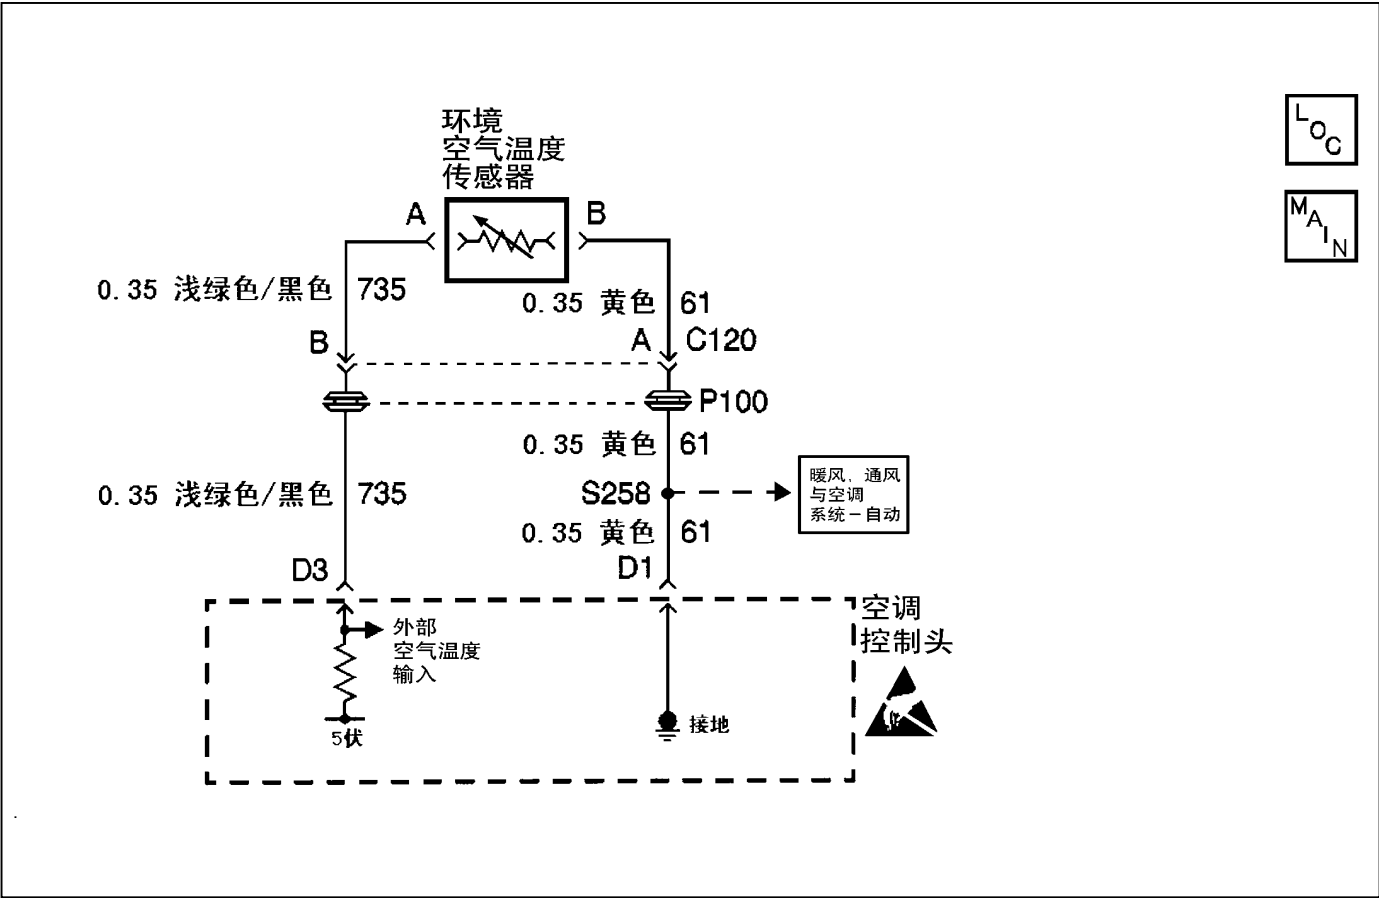 环境
空气温度
传感器
A
B
0.35 浅绿色/黑色 735
0.35 黄色 61
B
A C120
P100
0.35 黄色 61
0.35 浅绿色/黑色 735
S258
暖风、通风
与空调
系统－自动
0.35 黄色 61
D3
D1
外部
空气温度
输入
5伏
接地
空调
控制头
LOC
MAIN